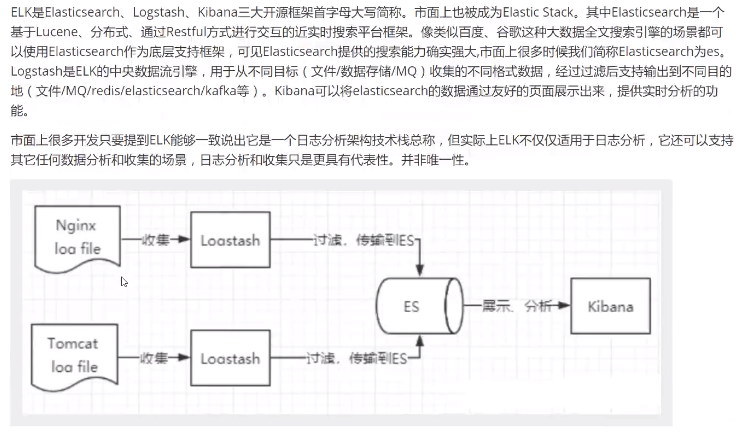 ELK是Elasticsearch、Logstash、Kibana三大开源框架首字母大写简称。市面上也被成为Elastic Stack。其中Elasticsearch是一个
基于Lucene、分布式、通过Restful方式进行交互的近实时搜索平台框架。像类似百度、谷歌这种大数据全文搜索引擎的场景都可
以使用Elasticsearch作为底层支持框架，可见Elasticsearch提供的搜索能力确实强大,市面上很多时候我们简称Elasticsearch为es。
Logstash是ELK的中央数据流引擎，用于从不同目标（文件/数据存储/MQ）收集的不同格式数据，经过过滤后支持输出到不同目的
地（文件/MQ/redis/elasticsearch/kafka等）。Kibana可以将elasticsearch的数据通过友好的页面展示出来，提供实时分析的功
能。
市面上很多开发只要提到ELK能够一致说出它是一个日志分析架构技术栈总称，但实际上ELK不仅仅适用于日志分析，它还可以支持
其它任何数据分析和收集的场景，日志分析和收集只是更具有代表性。并非唯一性。
Nginx
log file
收集
Logstash
过滤，传输到ES
ES
展示、分析
Kibana
Tomcat
log file
收集
Logstash
过滤，传输到ES